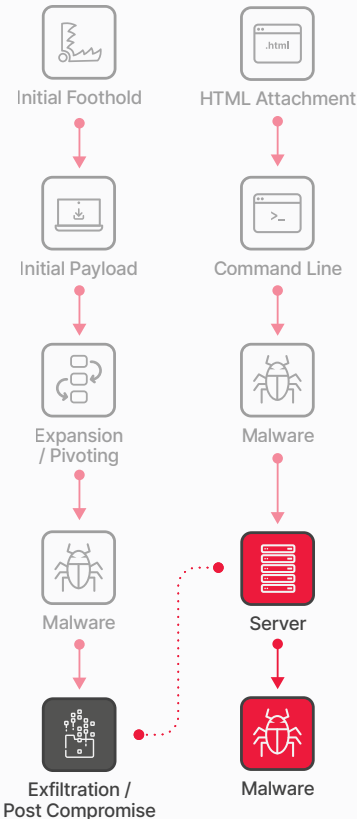 Initial Foothold
Initial Payload
Expansion
/ Pivoting
Malware
Exfiltration /
Post Compromise
.html
HTML Attachment
>_
Command Line
Malware
Server
Malware